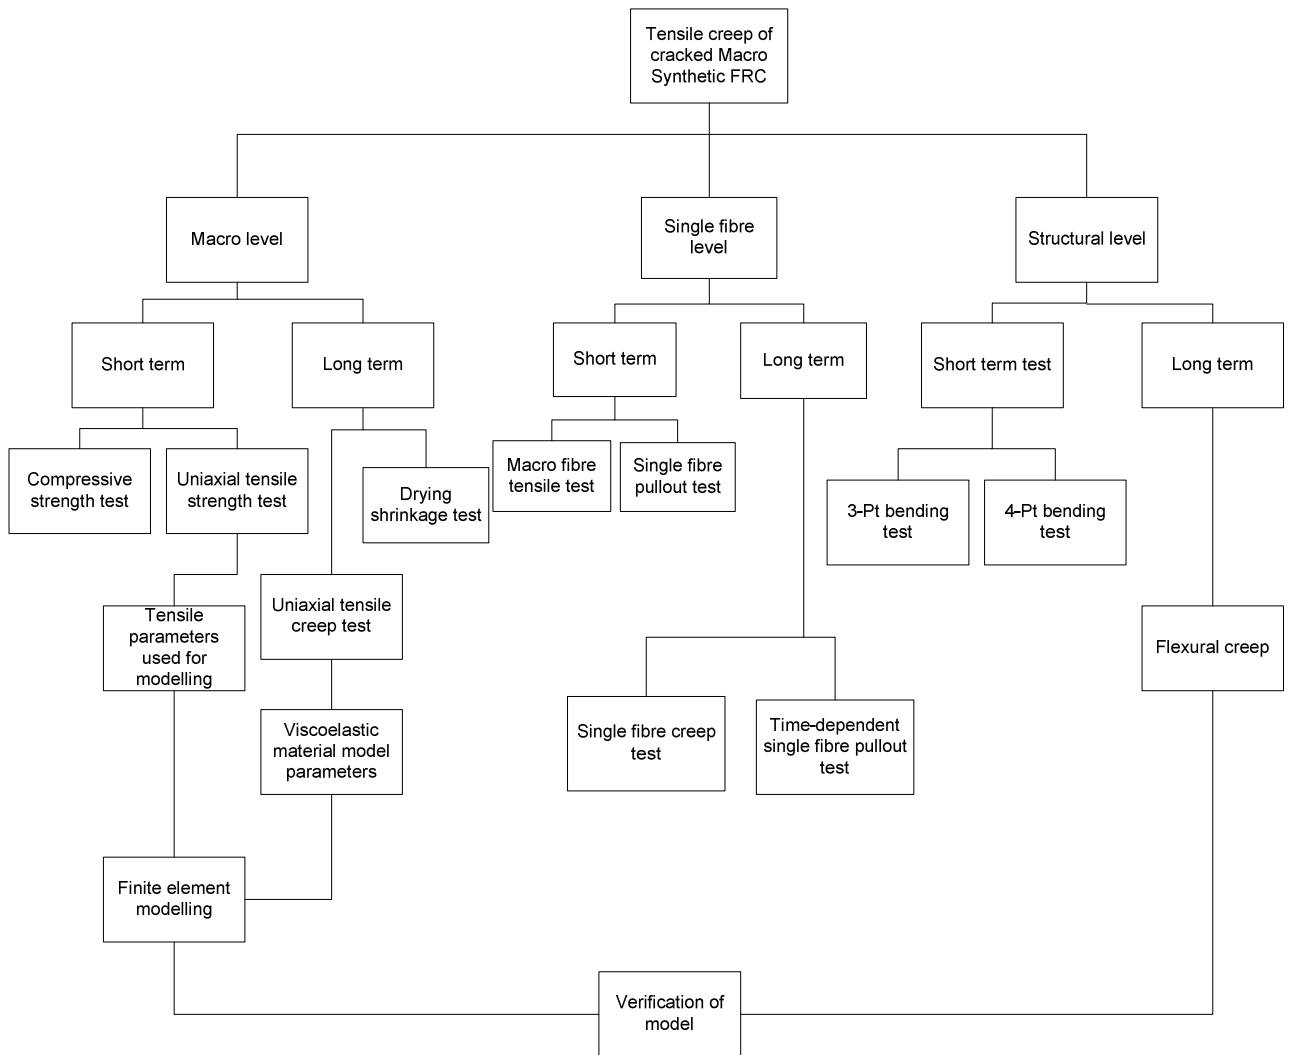 Tensile creep of
cracked Macro
Synthetic FRC
Macro level
Single fibre
level
Structural level
Short term
Long term
Short term
Long term
Short term test
Long term
Compressive
strength test
Uniaxial tensile
strength test
Drying
shrinkage test
Macro fibre
tensile test
Single fibre
pullout test
3-Pt bending
test
4-Pt bending
test
Tensile
parameters
used for
modelling
Uniaxial tensile
creep test
Flexural creep
Viscoelastic
material model
parameters
Single fibre creep
test
Time-dependent
single fibre pullout
test
Finite element
modelling
Verification of
model